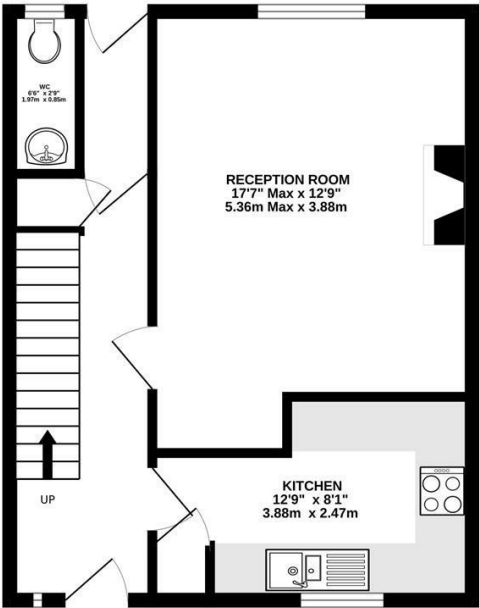 WC
6'6" x 2'9"
1.97m x 0.85m
RECEPTION ROOM
17'7" Max x 12'9"
5.36m Max x 3.88m
UP
KITCHEN
12'9" x 8'1"
3.88m x 2.47m